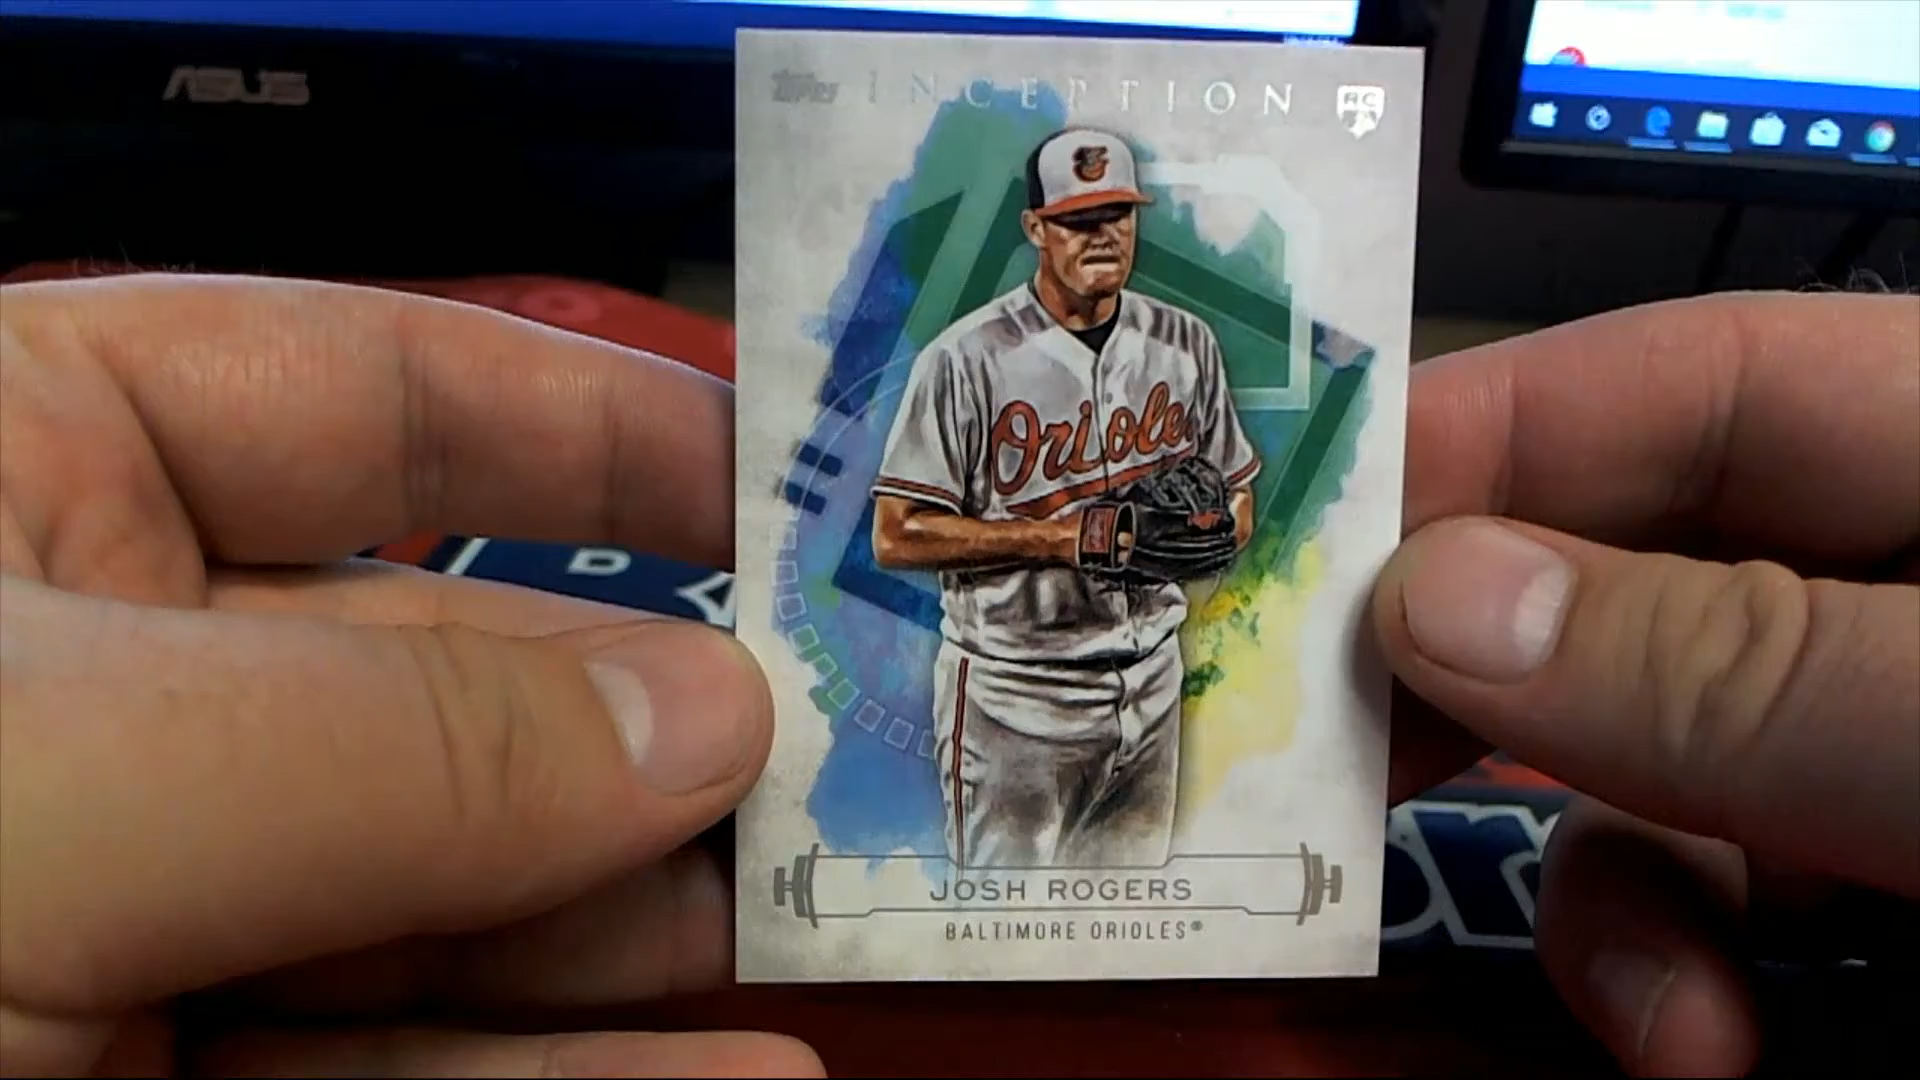 ASUS
Topps INCEPTION RC
Orioles
JOSH ROGERS
BALTIMORE ORIOLES®